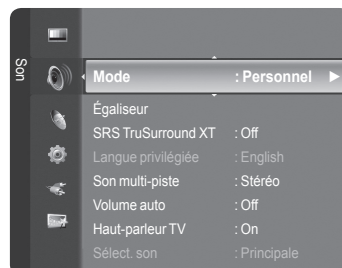 Son
Mode : Personnel
Égaliseur
SRS TruSurround XT : Off
Langue privilégiée : English
Son multi-piste : Stéréo
Volume auto : Off
Haut-parleur TV : On
Sélect. son : Principale